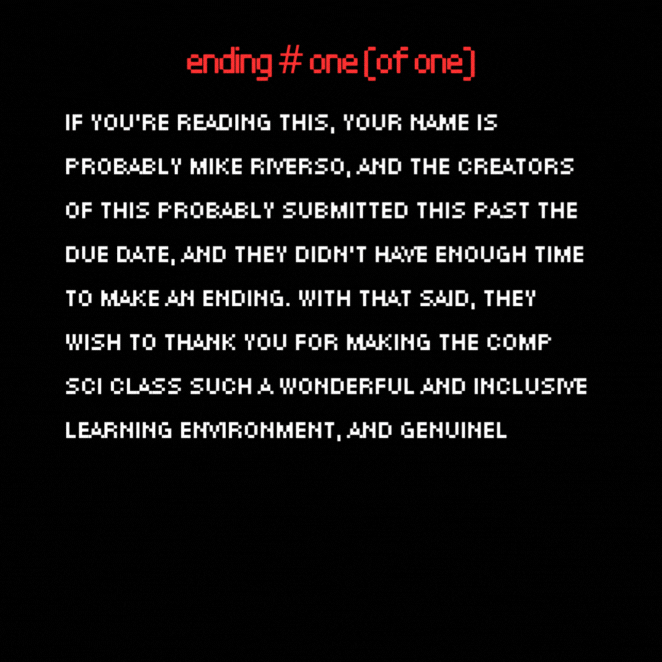 ending # one (of one)
IF YOU'RE READING THIS, YOUR NAME IS
PROBABLY MIKE RIVERSO, AND THE CREATORS
OF THIS PROBABLY SUBMITTED THIS PAST THE
DUE DATE, AND THEY DIDN'T HAVE ENOUGH TIME
TO MAKE AN ENDING. WITH THAT SAID, THEY
WISH TO THANK YOU FOR MAKING THE COMP
SCI CLASS SUCH A WONDERFUL AND INCLUSIVE
LEARNING ENVIRONMENT, AND GENUINEL